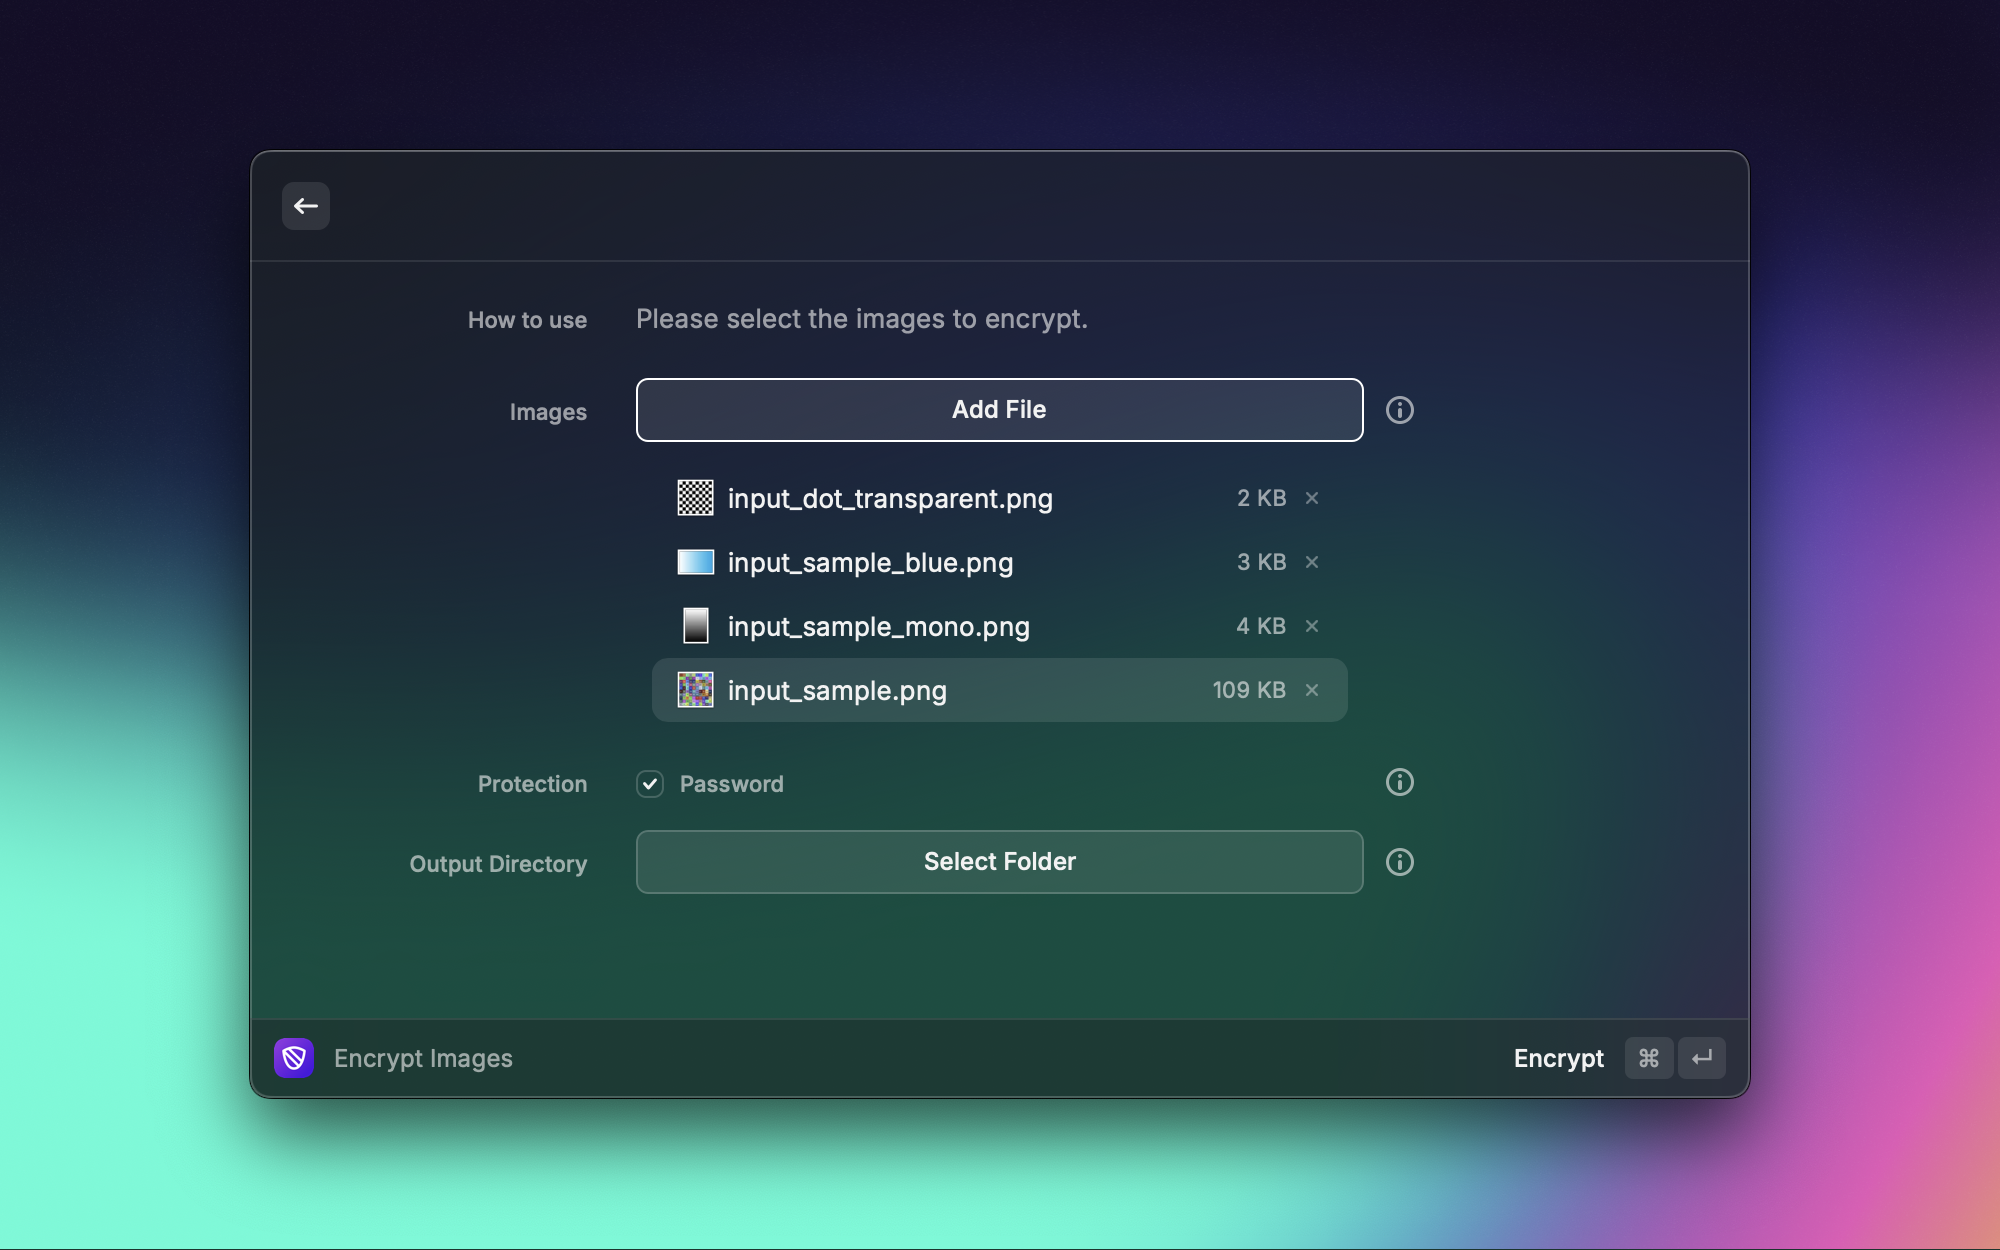 How to use
Please select the images to encrypt.
Images
Add File
input_dot_transparent.png 2 KB
input_sample_blue.png 3 KB
input_sample_mono.png 4 KB
input_sample.png 109 KB
Protection
Password
Output Directory
Select Folder
Encrypt Images
Encrypt ⌘ ↵